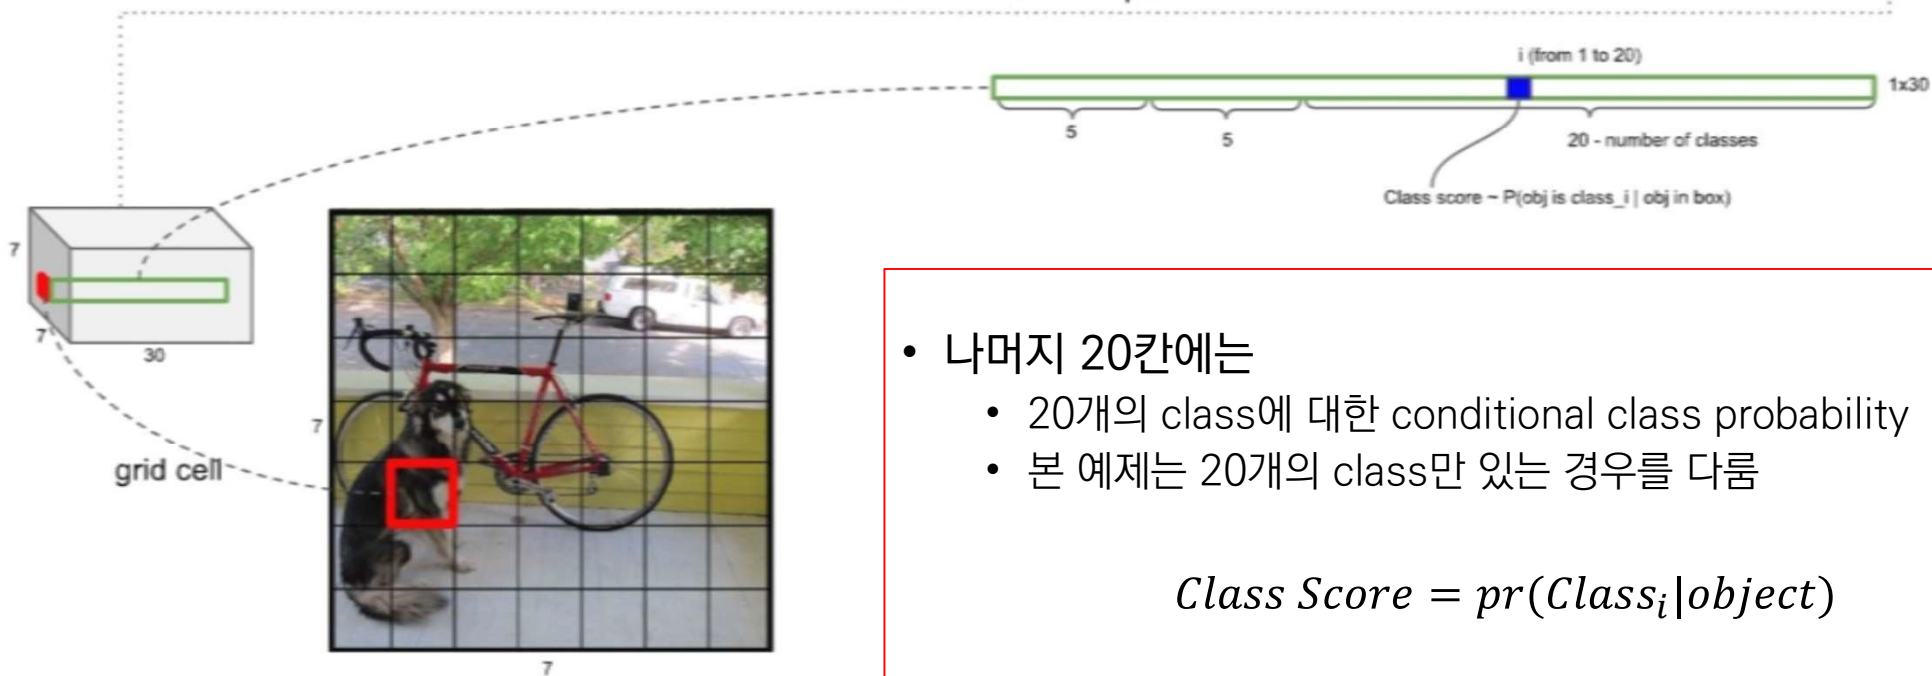 i (from 1 to 20)
1x30
5
5
20 - number of classes
Class score ~ P(obj is class_i | obj in box)
7
7
30
grid cell
7
7
• 나머지 20칸에는
• 20개의 class에 대한 conditional class probability
• 본 예제는 20개의 class만 있는 경우를 다룸
Class Score = pr(Classᵢ|object)